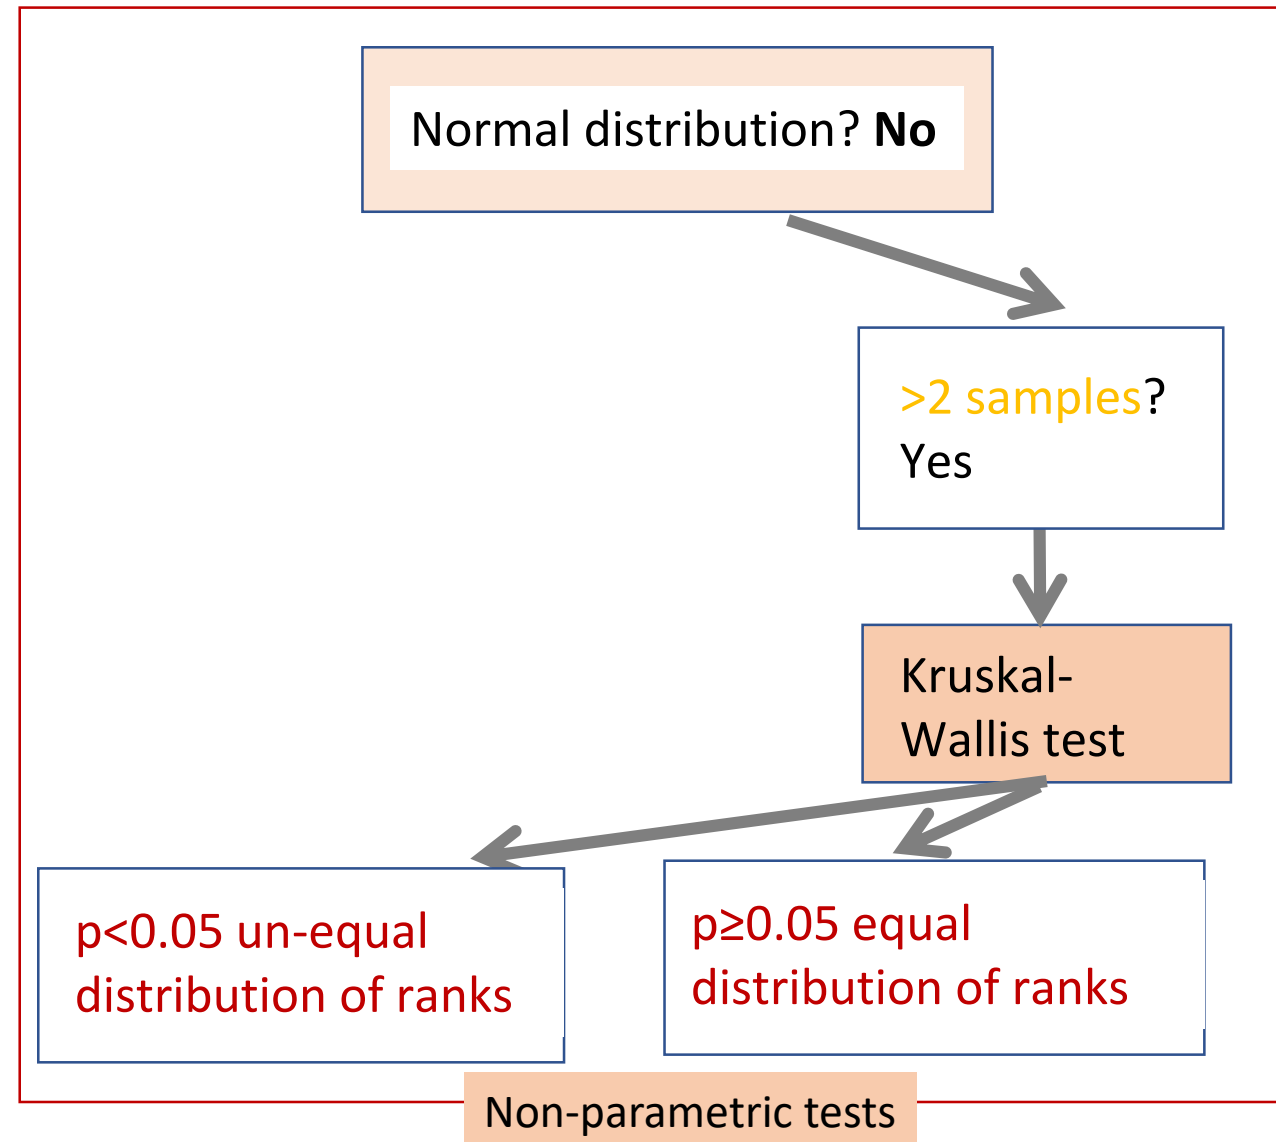 Normal distribution? No
>2 samples?
Yes
Kruskal-
Wallis test
p<0.05 un-equal
distribution of ranks
p≥0.05 equal
distribution of ranks
Non-parametric tests